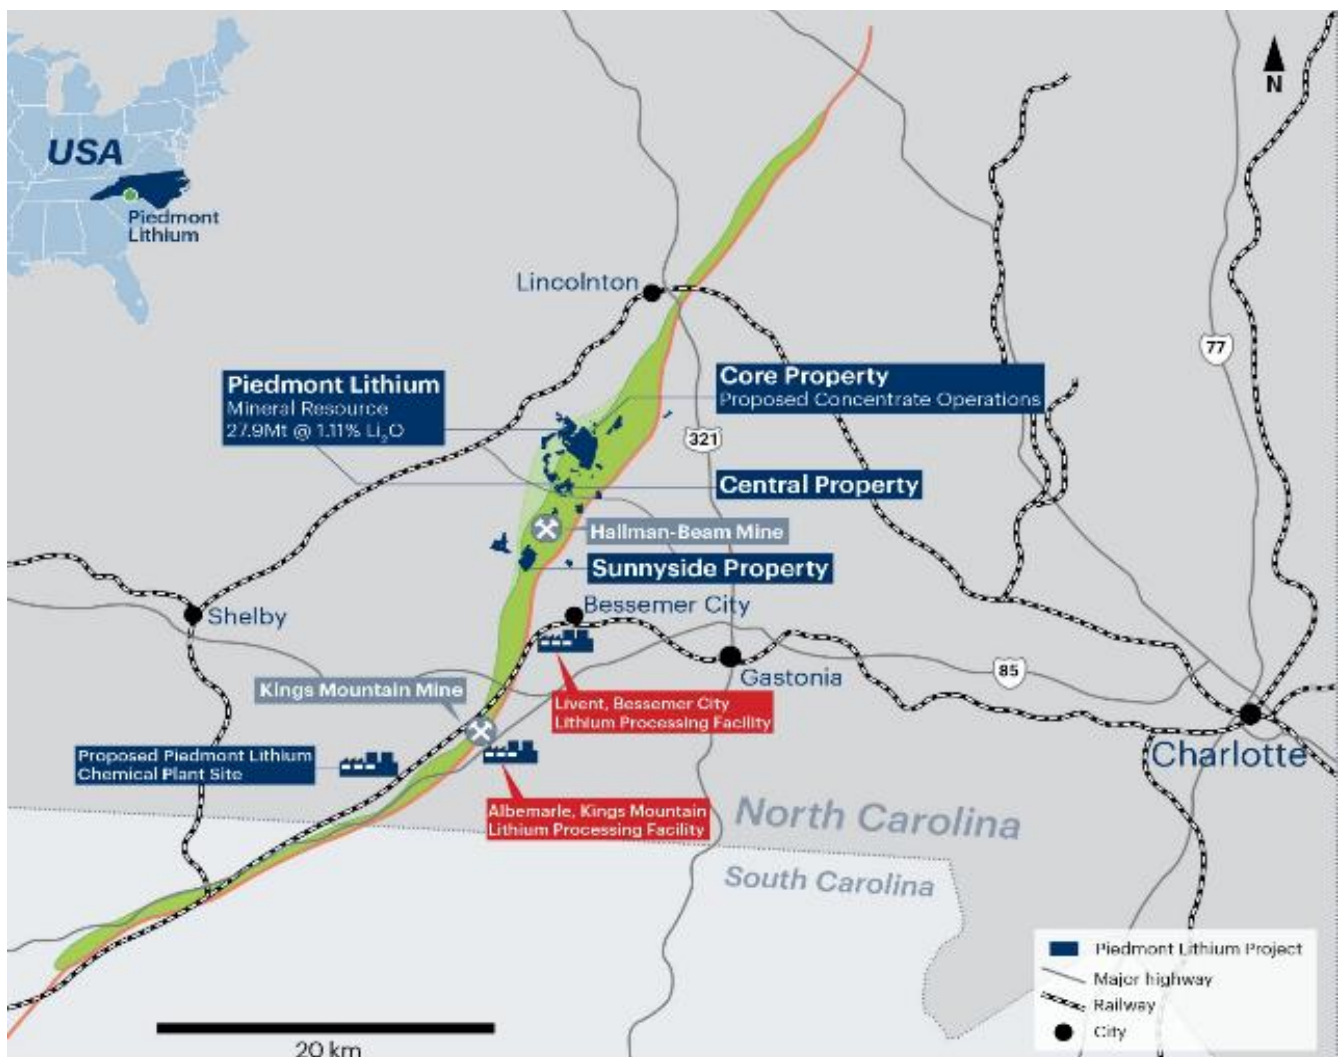 N
USA
Piedmont
Lithium
Lincolnton
77
Piedmont Lithium
Mineral Resource
27.9Mt @ 1.11% Li₂O
Core Property
Proposed Concentrate Operations
321
Central Property
Hallman-Beam Mine
Sunnyside Property
Bessemer City
Shelby
Gastonia
85
Kings Mountain Mine
Livent, Bessemer City
Lithium Processing Facility
Charlotte
Proposed Piedmont Lithium
Chemical Plant Site
Albemarle, Kings Mountain
Lithium Processing Facility
North Carolina
South Carolina
Piedmont Lithium Project
Major highway
Railway
City
20 km